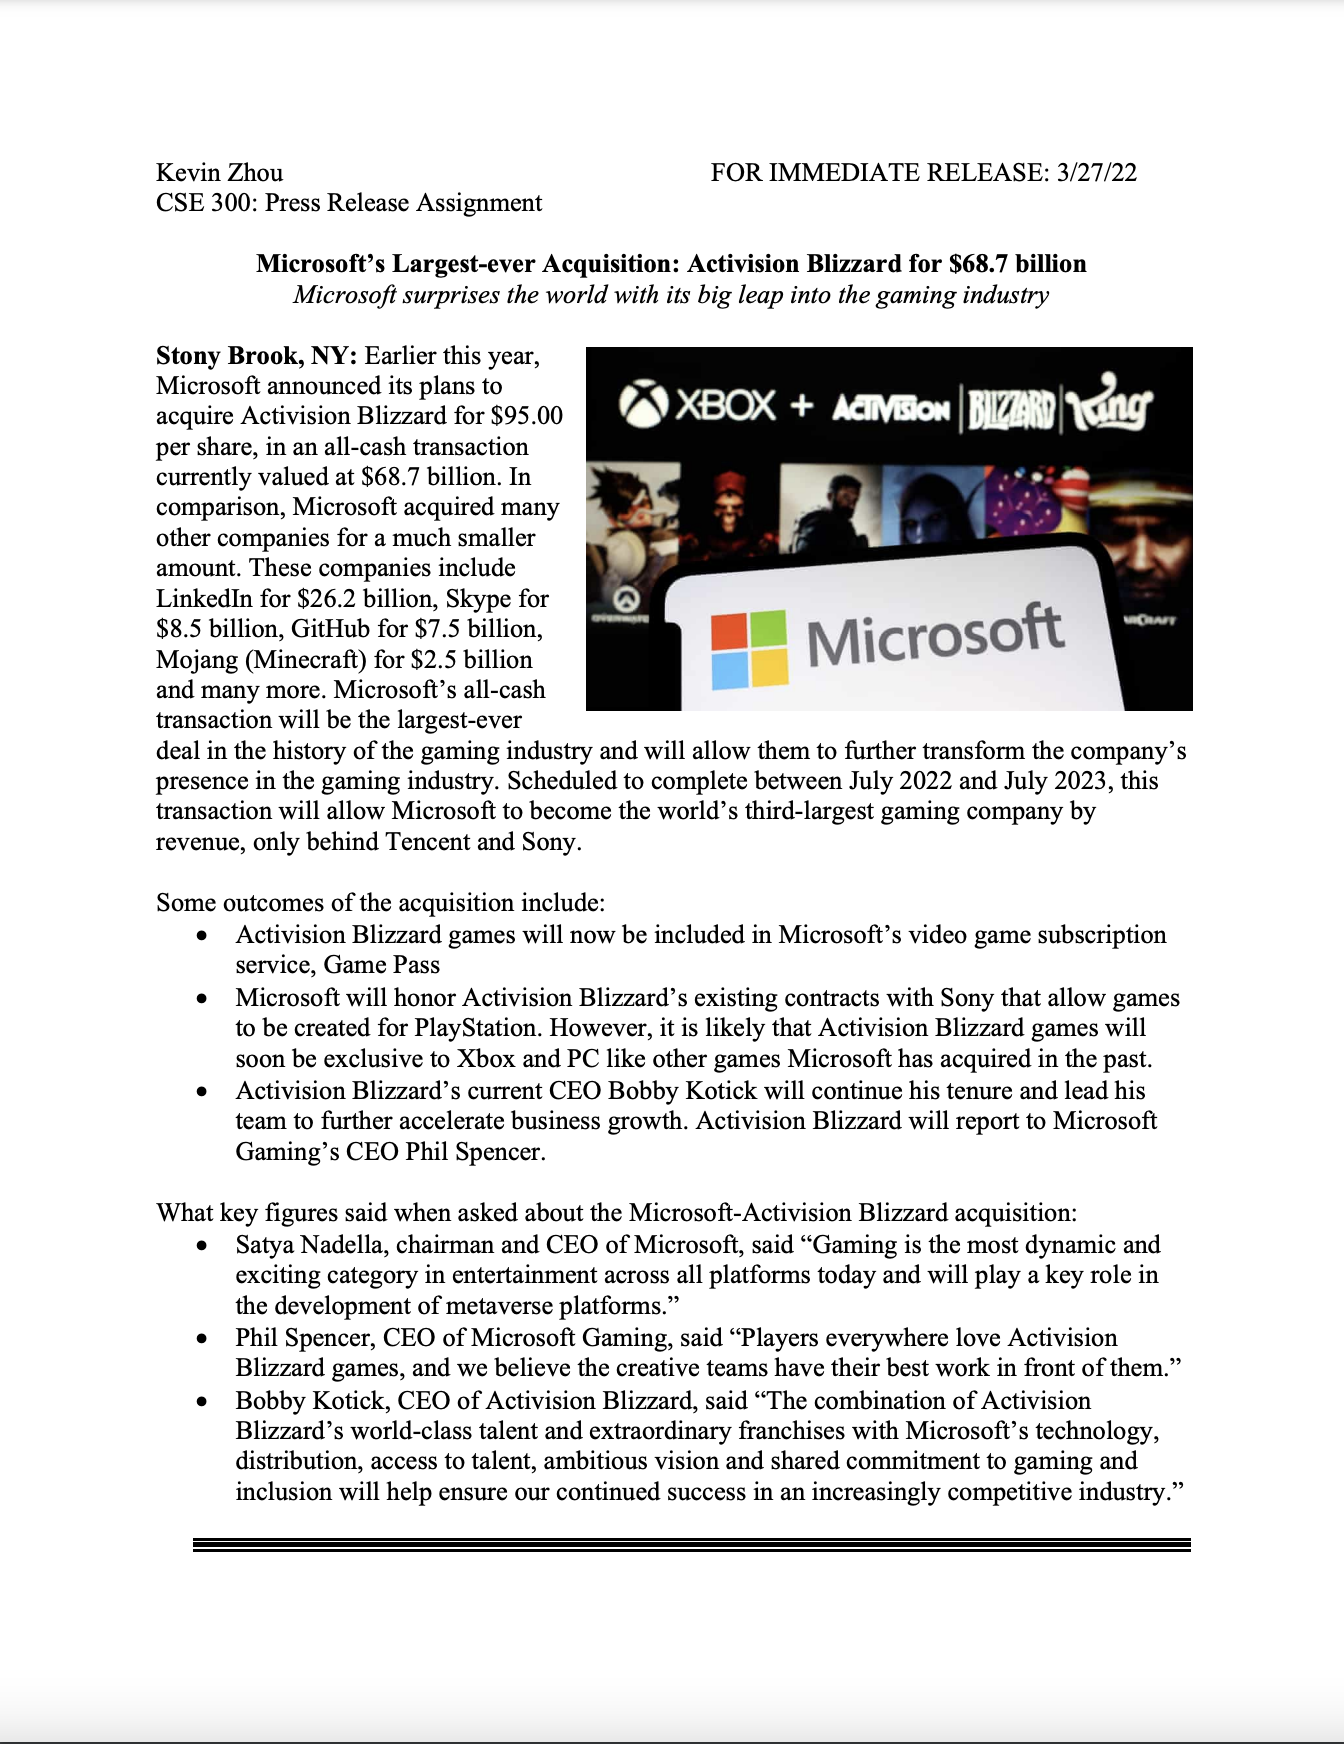 Kevin Zhou FOR IMMEDIATE RELEASE: 3/27/22
CSE 300: Press Release Assignment
Microsoft’s Largest-ever Acquisition: Activision Blizzard for $68.7 billion
Microsoft surprises the world with its big leap into the gaming industry
Stony Brook, NY: Earlier this year,
Microsoft announced its plans to
acquire Activision Blizzard for $95.00
per share, in an all-cash transaction
currently valued at $68.7 billion. In
comparison, Microsoft acquired many
other companies for a much smaller
amount. These companies include
LinkedIn for $26.2 billion, Skype for
$8.5 billion, GitHub for $7.5 billion,
Mojang (Minecraft) for $2.5 billion
and many more. Microsoft’s all-cash
transaction will be the largest-ever
XBOX + ACTIVISION | BLIZZARD | King
Microsoft
deal in the history of the gaming industry and will allow them to further transform the company’s
presence in the gaming industry. Scheduled to complete between July 2022 and July 2023, this
transaction will allow Microsoft to become the world’s third-largest gaming company by
revenue, only behind Tencent and Sony.
Some outcomes of the acquisition include:
• Activision Blizzard games will now be included in Microsoft’s video game subscription
service, Game Pass
• Microsoft will honor Activision Blizzard’s existing contracts with Sony that allow games
to be created for PlayStation. However, it is likely that Activision Blizzard games will
soon be exclusive to Xbox and PC like other games Microsoft has acquired in the past.
• Activision Blizzard’s current CEO Bobby Kotick will continue his tenure and lead his
team to further accelerate business growth. Activision Blizzard will report to Microsoft
Gaming’s CEO Phil Spencer.
What key figures said when asked about the Microsoft-Activision Blizzard acquisition:
• Satya Nadella, chairman and CEO of Microsoft, said “Gaming is the most dynamic and
exciting category in entertainment across all platforms today and will play a key role in
the development of metaverse platforms.”
• Phil Spencer, CEO of Microsoft Gaming, said “Players everywhere love Activision
Blizzard games, and we believe the creative teams have their best work in front of them.”
• Bobby Kotick, CEO of Activision Blizzard, said “The combination of Activision
Blizzard’s world-class talent and extraordinary franchises with Microsoft’s technology,
distribution, access to talent, ambitious vision and shared commitment to gaming and
inclusion will help ensure our continued success in an increasingly competitive industry.”